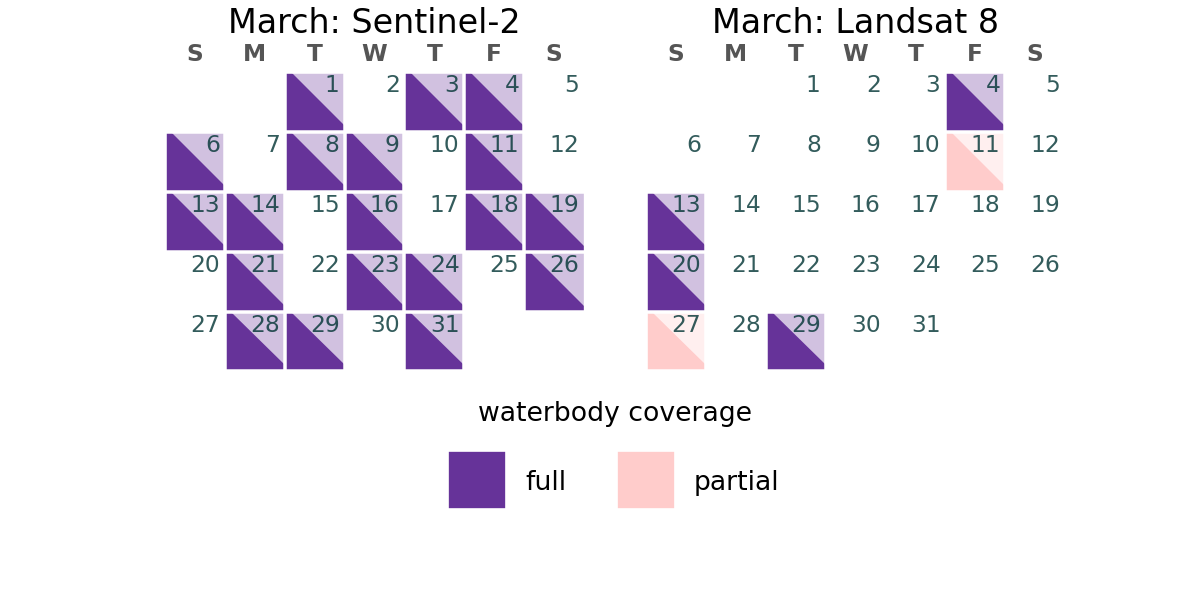 March: Sentinel-2
S M T W T F S
1 2 3 4 5
6 7 8 9 10 11 12
13 14 15 16 17 18 19
20 21 22 23 24 25 26
27 28 29 30 31
March: Landsat 8
S M T W T F S
1 2 3 4 5
6 7 8 9 10 11 12
13 14 15 16 17 18 19
20 21 22 23 24 25 26
27 28 29 30 31
waterbody coverage
full
partial